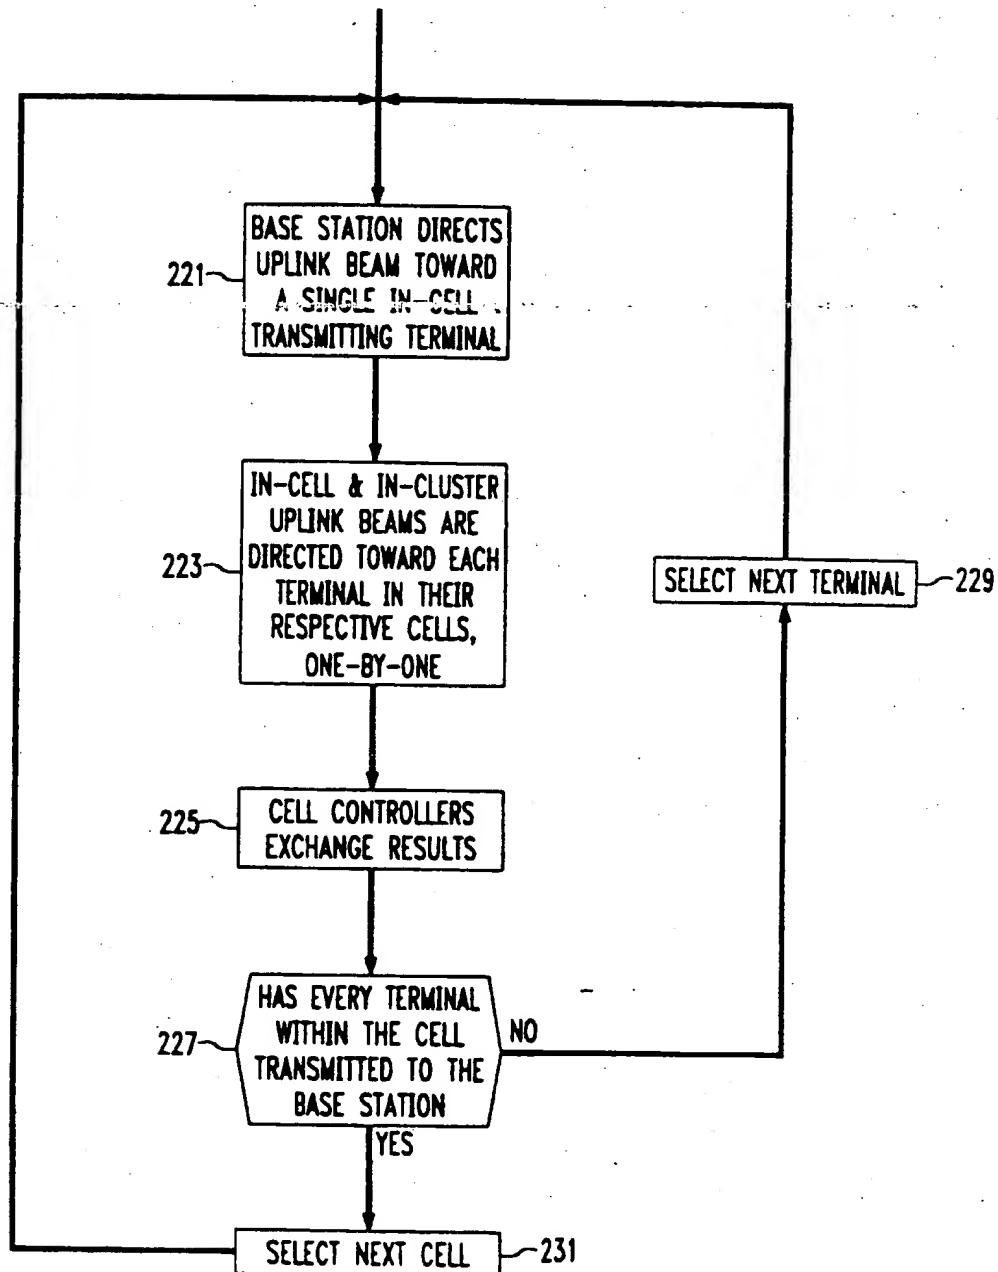 BASE STATION DIRECTS
UPLINK BEAM TOWARD
A SINGLE IN-CELL
TRANSMITTING TERMINAL
221
IN-CELL & IN-CLUSTER
UPLINK BEAMS ARE
DIRECTED TOWARD EACH
TERMINAL IN THEIR
RESPECTIVE CELLS,
ONE-BY-ONE
223
SELECT NEXT TERMINAL
229
CELL CONTROLLERS
EXCHANGE RESULTS
225
HAS EVERY TERMINAL
WITHIN THE CELL
TRANSMITTED TO THE
BASE STATION
227
NO
YES
SELECT NEXT CELL
231